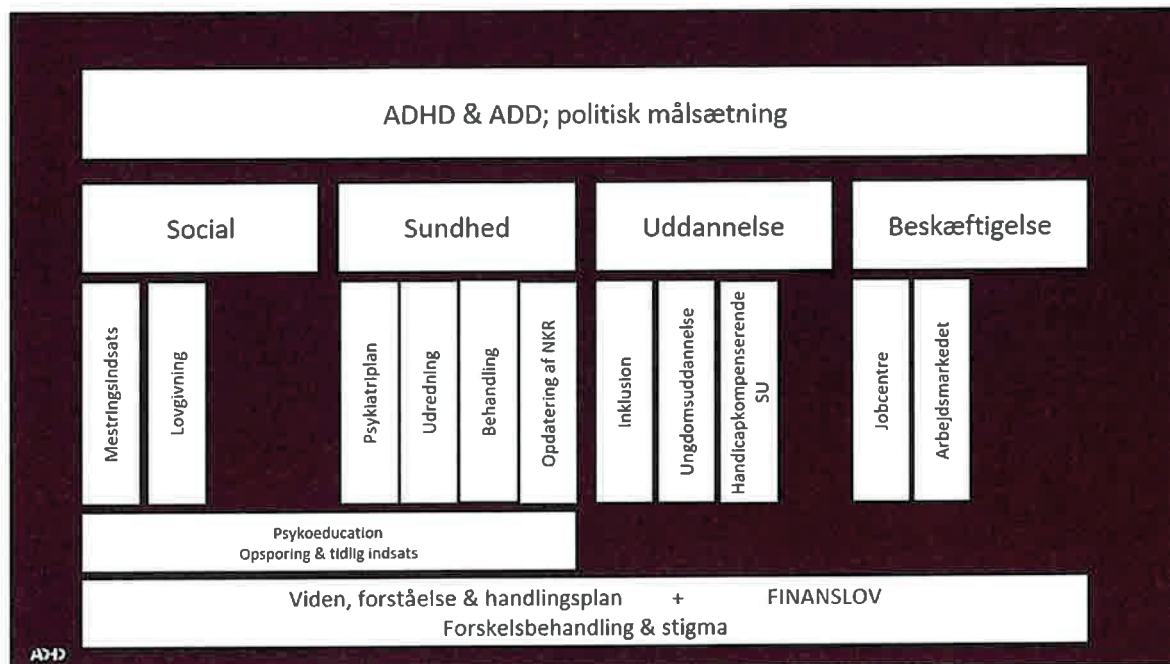 ADHD & ADD; politisk målsætning
Social
Sundhed
Uddannelse
Beskæftigelse
Mestringsindsats
Lovgivning
Psykiatriplan
Udredning
Behandling
Opdatering af NKR
Inklusion
Ungdomsuddannelse
Handicapkompenserende
SU
Jobcentre
Arbejdsmarkedet
Psykoeducation
Opsporing & tidlig indsats
Viden, forståelse & handlingsplan + FINANSLOV
Forskelsbehandling & stigma
ADHD